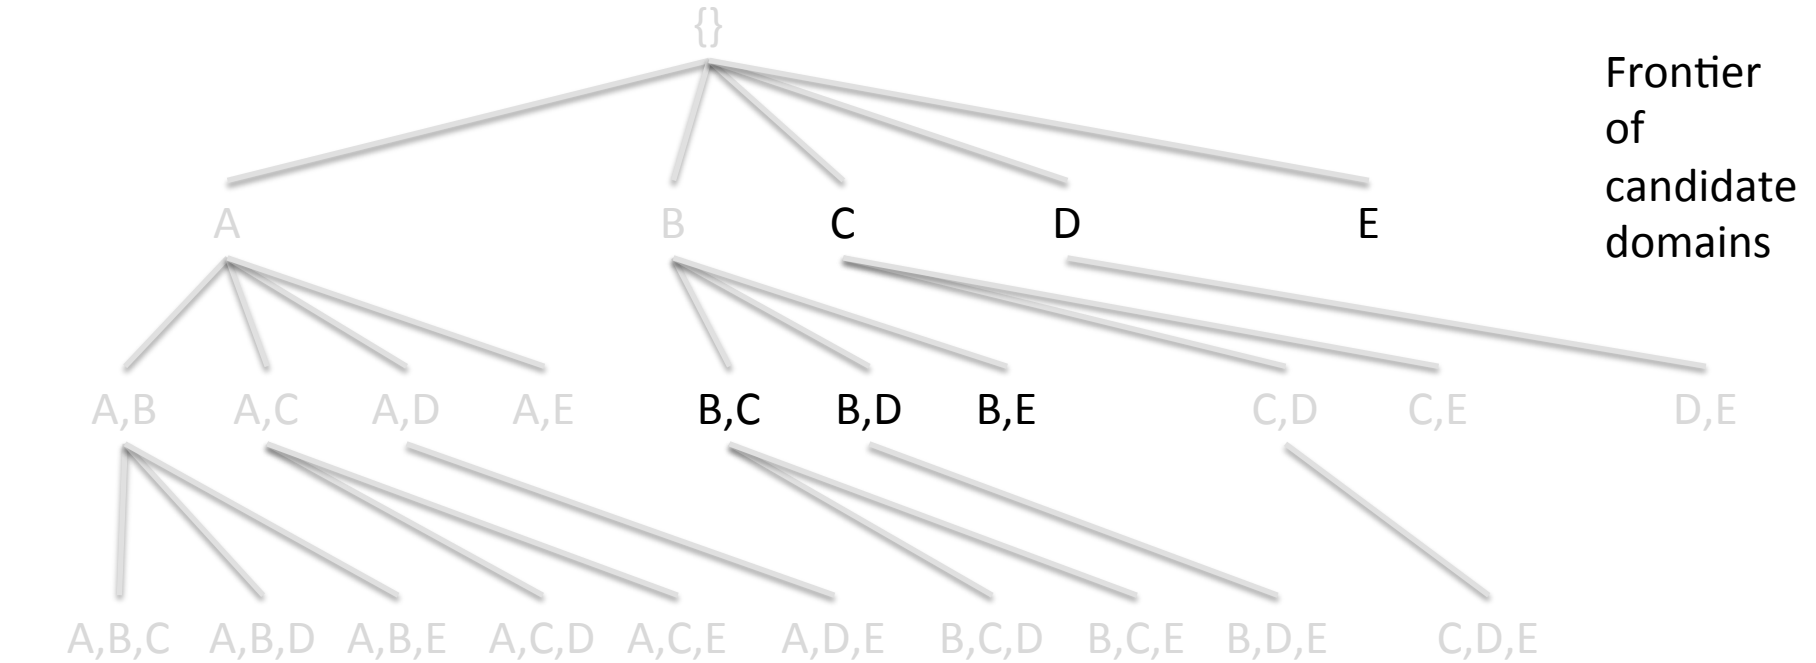 {}
Frontier
of
candidate
domains
A B C D E
A,B A,C A,D A,E B,C B,D B,E C,D C,E D,E
A,B,C A,B,D A,B,E A,C,D A,C,E A,D,E B,C,D B,C,E B,D,E C,D,E